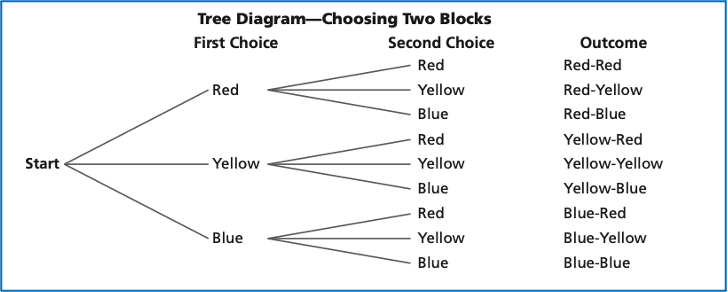 Tree Diagram—Choosing Two Blocks
First Choice Second Choice Outcome
Red Red-Red
Red Yellow Red-Yellow
Blue Red-Blue
Red Yellow-Red
Start Yellow Yellow Yellow-Yellow
Blue Yellow-Blue
Red Blue-Red
Blue Yellow Blue-Yellow
Blue Blue-Blue